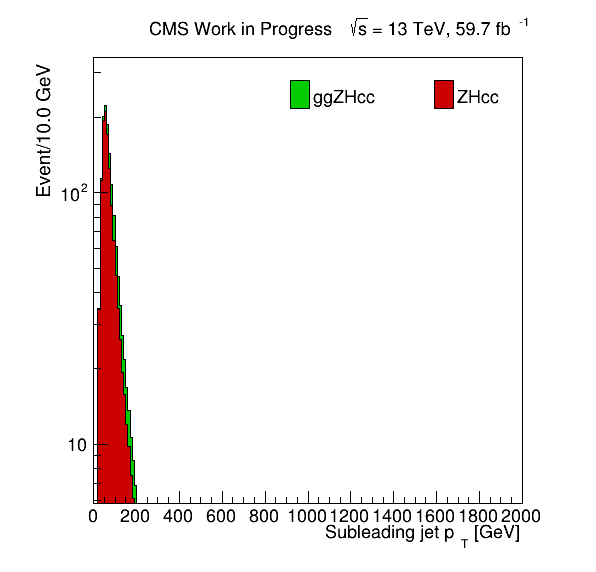 CMS Work in Progress √s = 13 TeV, 59.7 fb⁻¹
ggZHcc ZHcc
Event/10.0 GeV
10²
10
0 200 400 600 800 1000 1200 1400 1600 1800 2000
Subleading jet p_T [GeV]